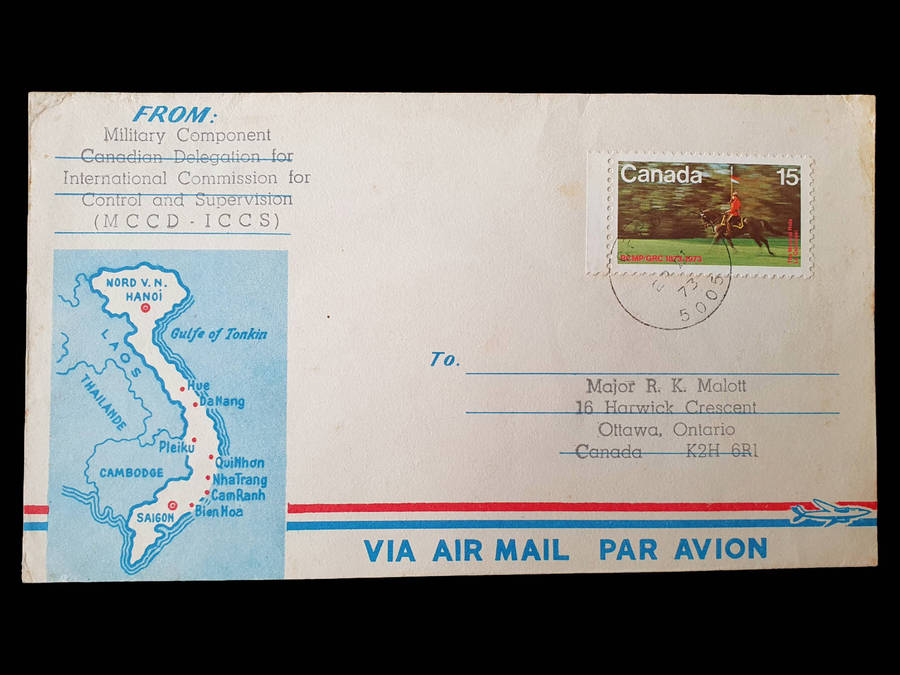 FROM:
Military Component
Canadian Delegation for
International Commission for
Control and Supervision
(MCCD-ICCS)
Canada 15
RCMP/GRC 1873-1973
73
5005
NORD V.N.
HANOi
Gulfe of Tonkin
LAOS
THAILANDE
Hue
DaNang
Pleiku
QuiNhơn
CAMBODGE
NhaTrang
CamRanh
SAIGON
BienHoa
To.
Major R. K. Malott
16 Harwick Crescent
Ottawa, Ontario
Canada K2H 6R1
VIA AIR MAIL PAR AVION